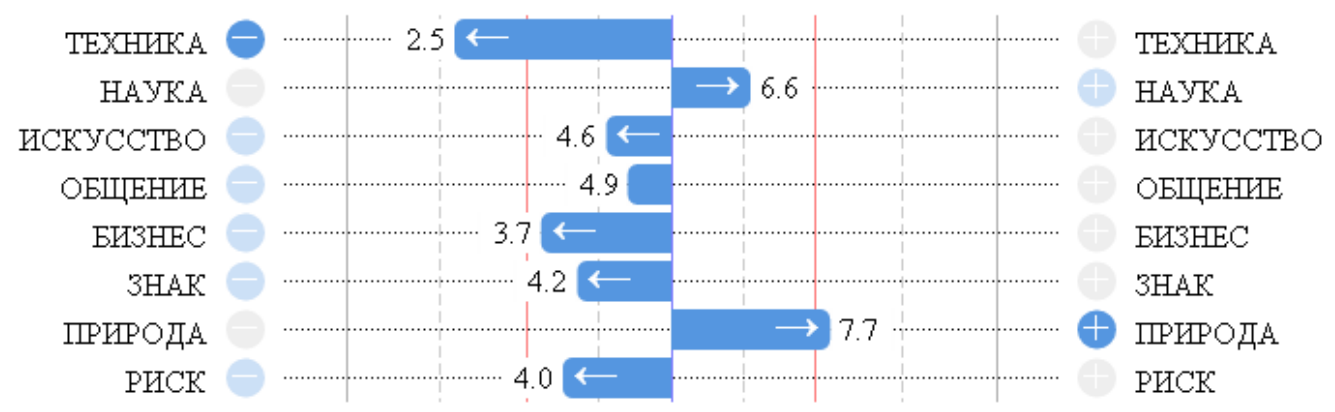 ТЕХНИКА 2.5 ТЕХНИКА
НАУКА 6.6 НАУКА
ИСКУССТВО 4.6 ИСКУССТВО
ОБЩЕНИЕ 4.9 ОБЩЕНИЕ
БИЗНЕС 3.7 БИЗНЕС
ЗНАК 4.2 ЗНАК
ПРИРОДА 7.7 ПРИРОДА
РИСК 4.0 РИСК